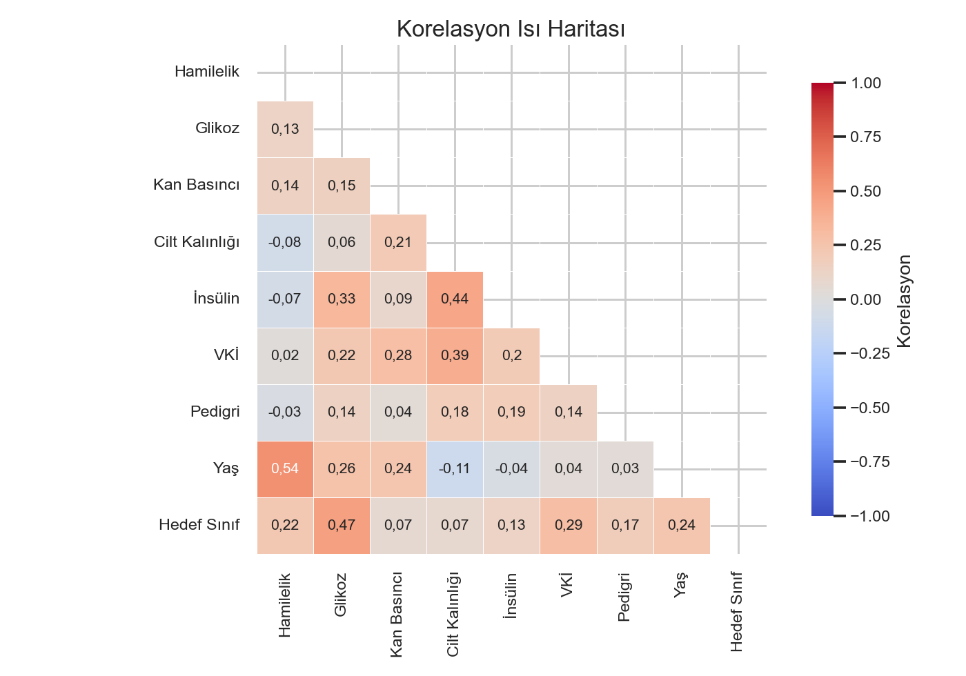 Korelasyon Isı Haritası
Hamilelik
Glikoz 0,13
Kan Basıncı 0,14 0,15
Cilt Kalınlığı -0,08 0,06 0,21
İnsülin -0,07 0,33 0,09 0,44
VKİ 0,02 0,22 0,28 0,39 0,2
Pedigri -0,03 0,14 0,04 0,18 0,19 0,14
Yaş 0,54 0,26 0,24 -0,11 -0,04 0,04 0,03
Hedef Sınıf 0,22 0,47 0,07 0,07 0,13 0,29 0,17 0,24
Hamilelik
Glikoz
Kan Basıncı
Cilt Kalınlığı
İnsülin
VKİ
Pedigri
Yaş
Hedef Sınıf
1.00
0.75
0.50
0.25
0.00
−0.25
−0.50
−0.75
−1.00
Korelasyon